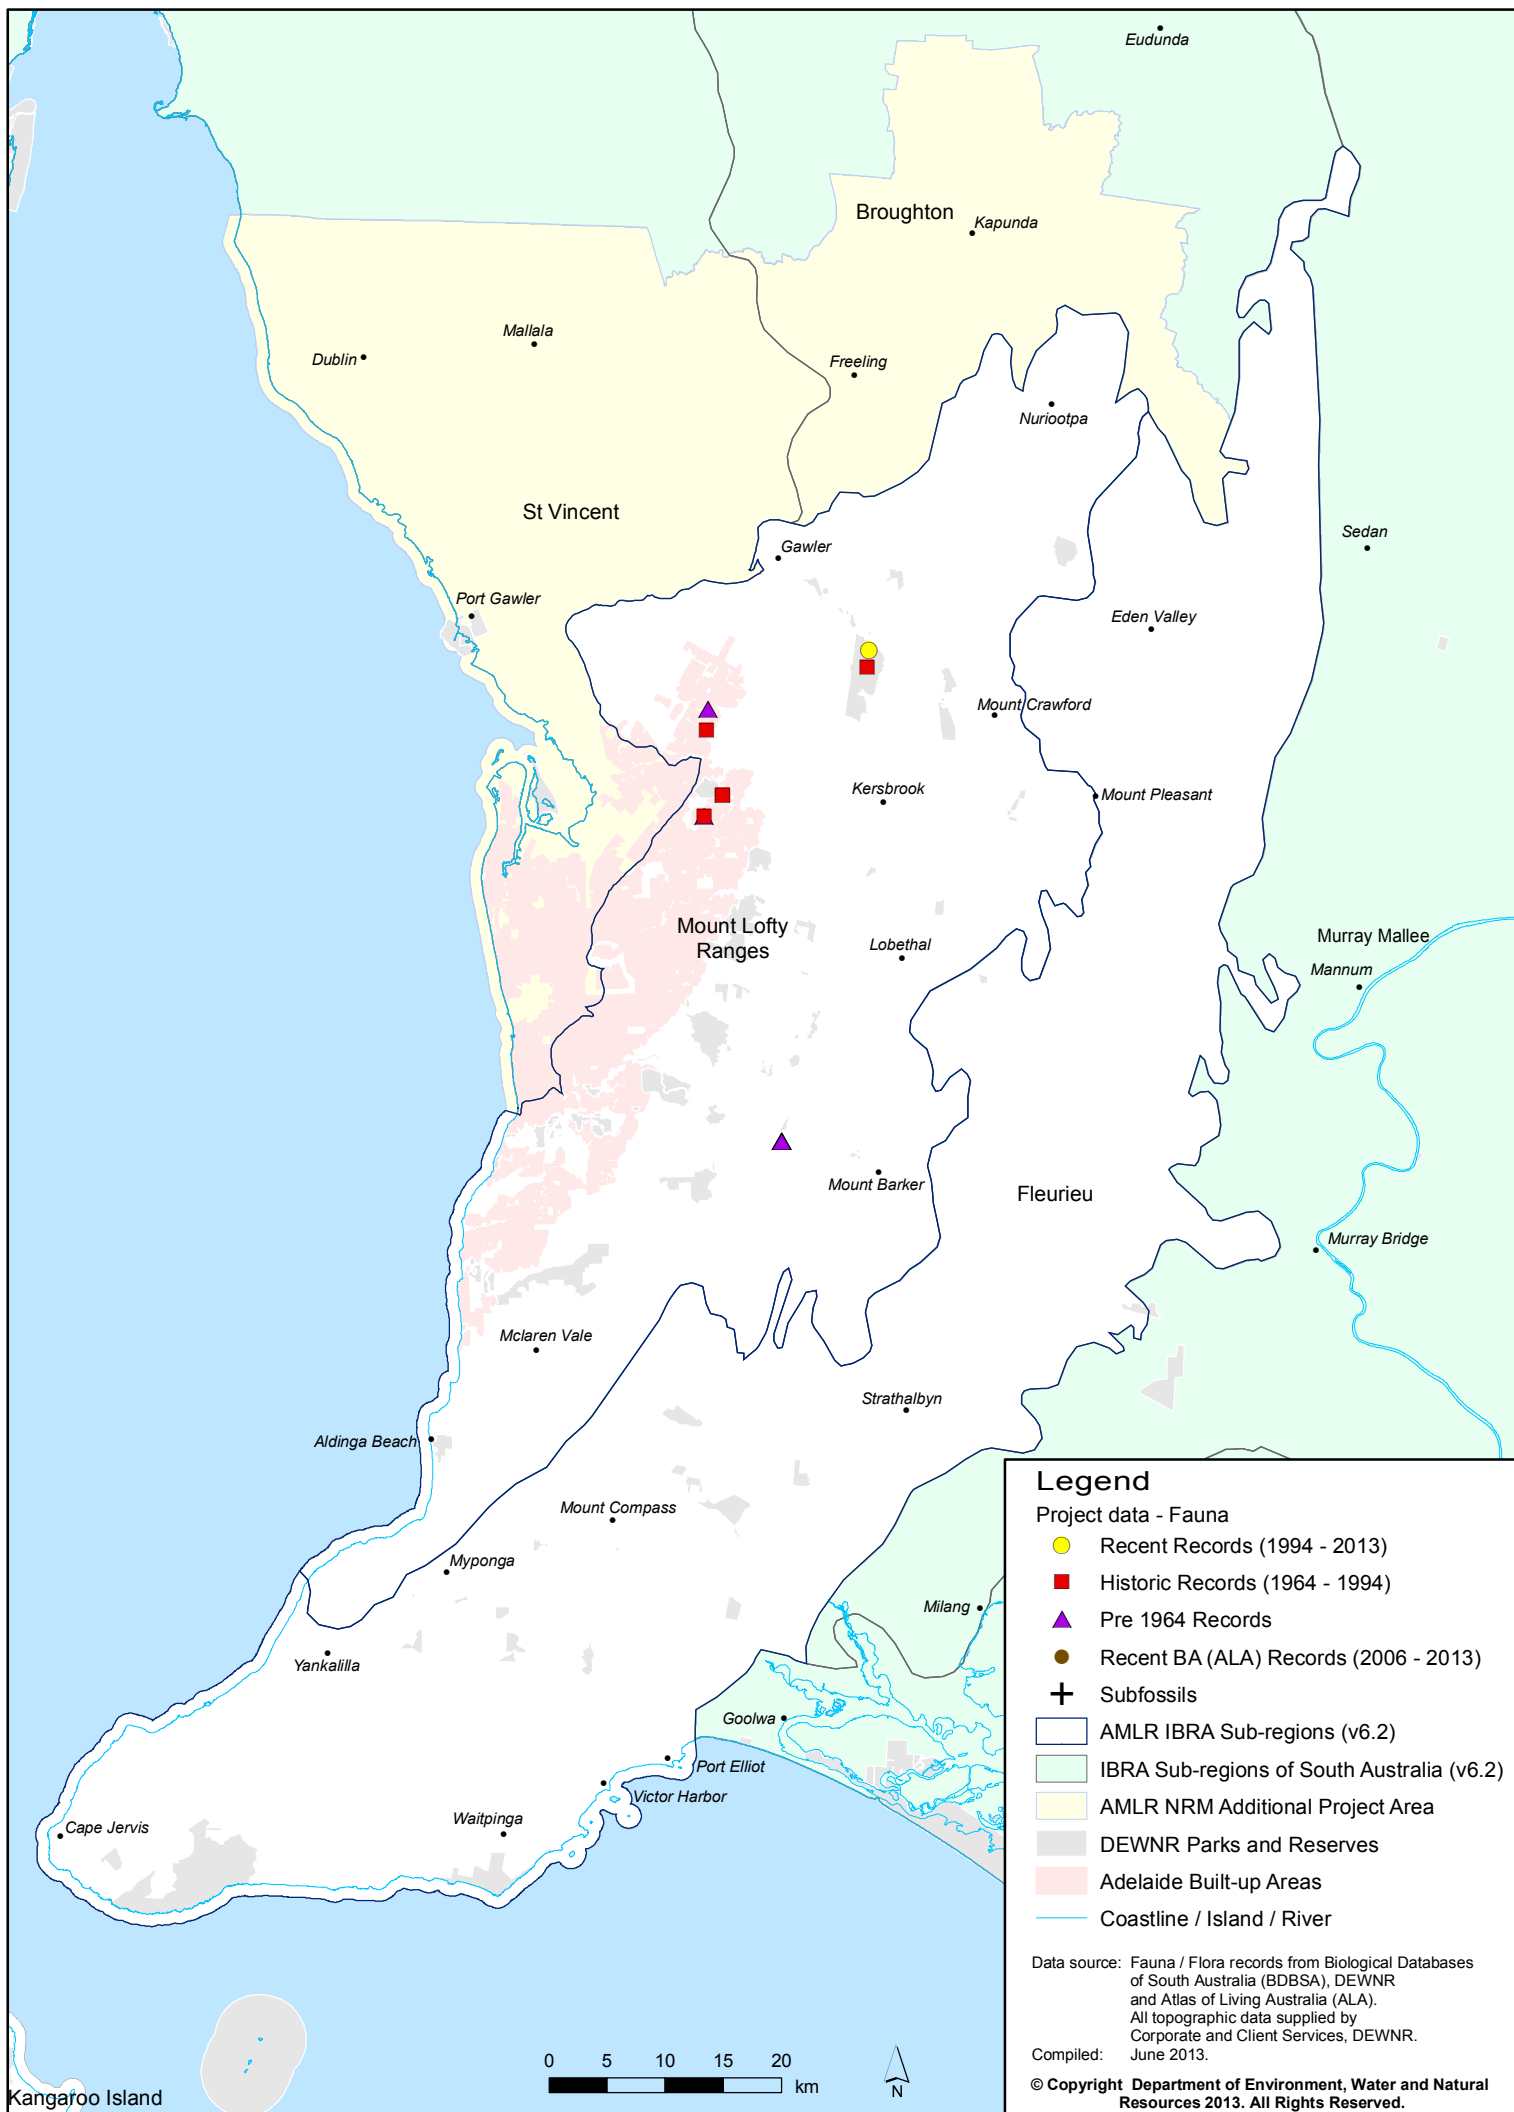 Eudunda
Broughton
Kapunda
Mallala
Dublin
Freeling
Nuriootpa
St Vincent
Sedan
Gawler
Port Gawler
Eden Valley
Mount Crawford
Kersbrook
Mount Pleasant
Mount Lofty
Ranges
Murray Mallee
Lobethal
Mannum
Mount Barker
Fleurieu
Murray Bridge
Mclaren Vale
Strathalbyn
Aldinga Beach
Mount Compass
Myponga
Milang
Yankalilla
Goolwa
Port Elliot
Victor Harbor
Waitpinga
Cape Jervis
Kangaroo Island
0 5 10 15 20
km
N
Legend
Project data - Fauna
Recent Records (1994 - 2013)
Historic Records (1964 - 1994)
Pre 1964 Records
Recent BA (ALA) Records (2006 - 2013)
Subfossils
AMLR IBRA Sub-regions (v6.2)
IBRA Sub-regions of South Australia (v6.2)
AMLR NRM Additional Project Area
DEWNR Parks and Reserves
Adelaide Built-up Areas
Coastline / Island / River
Data source: Fauna / Flora records from Biological Databases
of South Australia (BDBSA), DEWNR
and Atlas of Living Australia (ALA).
All topographic data supplied by
Corporate and Client Services, DEWNR.
Compiled: June 2013.
© Copyright Department of Environment, Water and Natural
Resources 2013. All Rights Reserved.